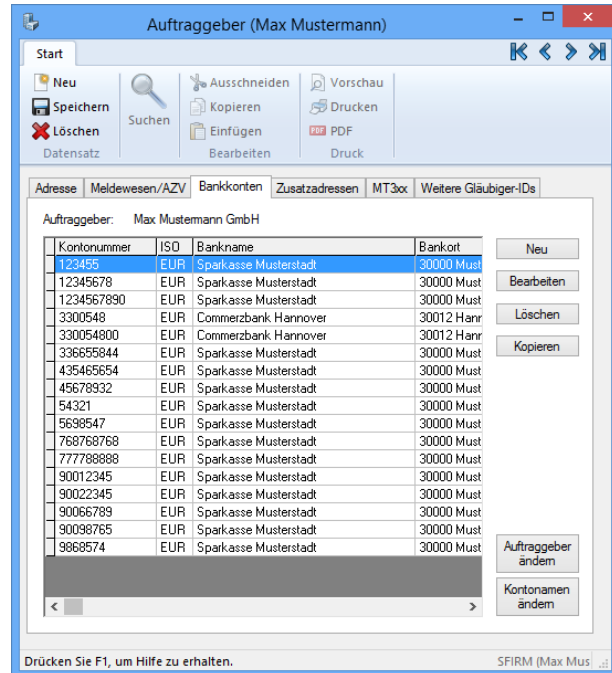 Auftraggeber (Max Mustermann)
Start
Neu
Speichern
Löschen
Datensatz
Suchen
Ausschneiden
Kopieren
Einfügen
Bearbeiten
Vorschau
Drucken
PDF PDF
Druck
Adresse Meldewesen/AZV Bankkonten Zusatzadressen MT3xx Weitere Gläubiger-IDs
Auftraggeber: Max Mustermann GmbH
Kontonummer ISO Bankname Bankort
123455 EUR Sparkasse Musterstadt 30000 Must
12345678 EUR Sparkasse Musterstadt 30000 Must
1234567890 EUR Sparkasse Musterstadt 30000 Must
3300548 EUR Commerzbank Hannover 30012 Hanr
330054800 EUR Commerzbank Hannover 30012 Hanr
336655844 EUR Sparkasse Musterstadt 30000 Must
435465654 EUR Sparkasse Musterstadt 30000 Must
45678932 EUR Sparkasse Musterstadt 30000 Must
54321 EUR Sparkasse Musterstadt 30000 Must
5698547 EUR Sparkasse Musterstadt 30000 Must
768768768 EUR Sparkasse Musterstadt 30000 Must
777788888 EUR Sparkasse Musterstadt 30000 Must
90012345 EUR Sparkasse Musterstadt 30000 Must
90022345 EUR Sparkasse Musterstadt 30000 Must
90066789 EUR Sparkasse Musterstadt 30000 Must
90098765 EUR Sparkasse Musterstadt 30000 Must
9868574 EUR Sparkasse Musterstadt 30000 Must
Neu
Bearbeiten
Löschen
Kopieren
Auftraggeber
ändern
Kontonamen
ändern
Drücken Sie F1, um Hilfe zu erhalten. SFIRM (Max Mus